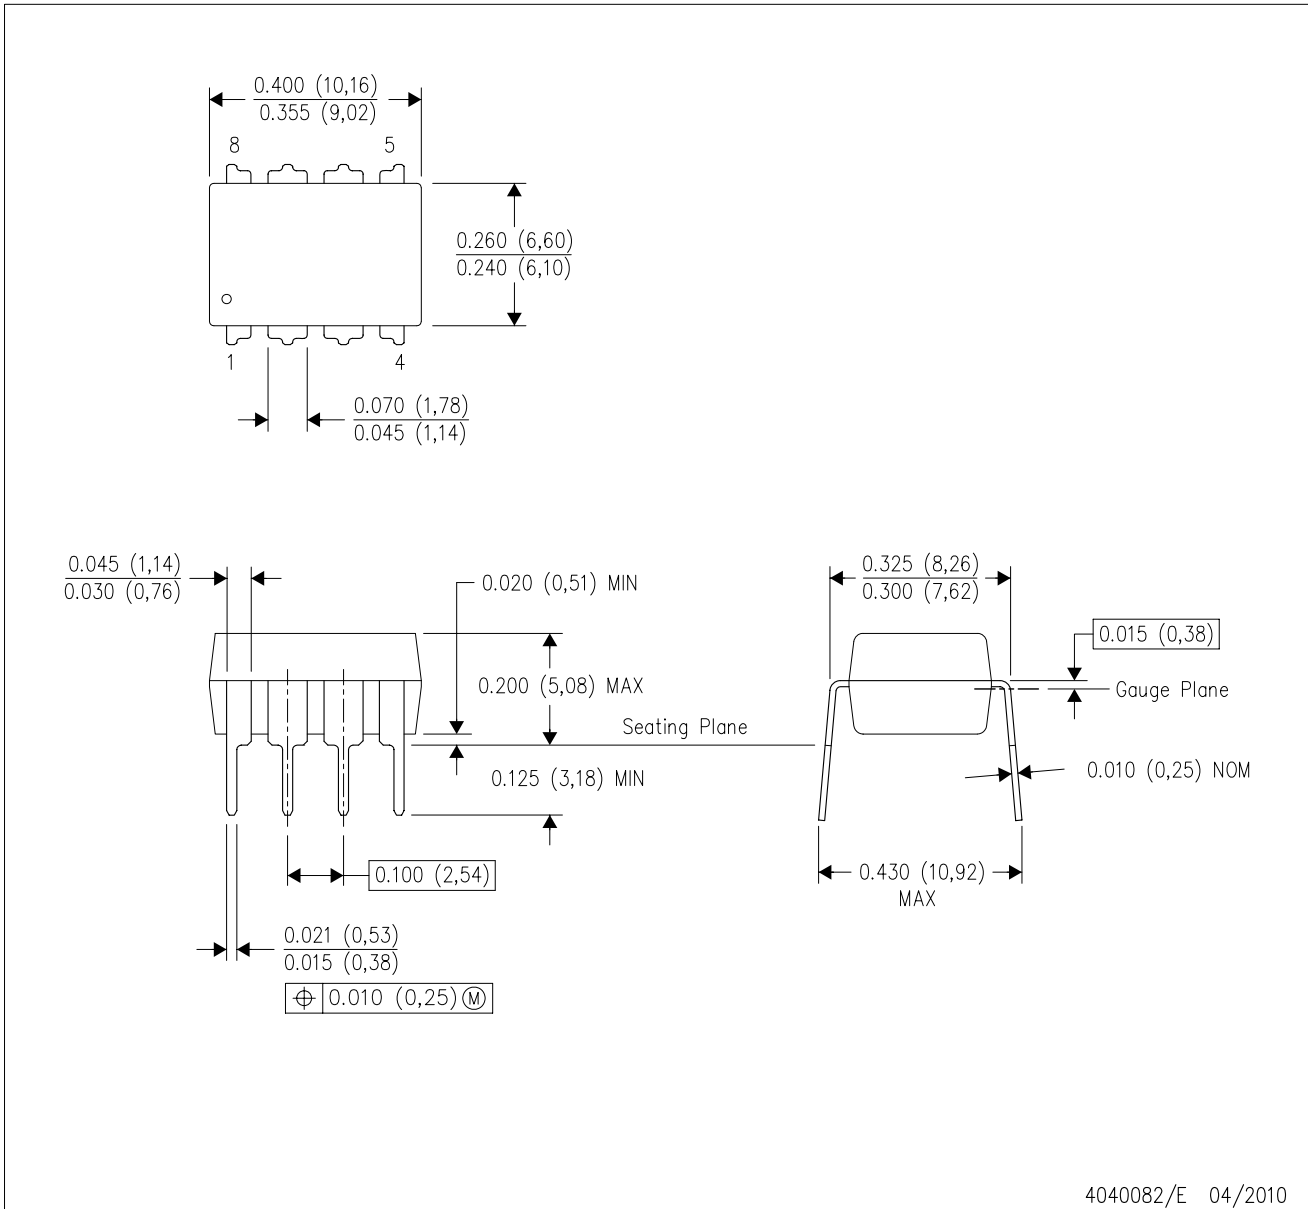 0.400 (10,16)
0.355 (9,02)
8
5
0.260 (6,60)
0.240 (6,10)
1
4
0.070 (1,78)
0.045 (1,14)
0.045 (1,14)
0.030 (0,76)
0.020 (0,51) MIN
0.325 (8,26)
0.300 (7,62)
0.015 (0,38)
0.200 (5,08) MAX
Gauge Plane
Seating Plane
0.125 (3,18) MIN
0.010 (0,25) NOM
0.100 (2,54)
0.430 (10,92)
MAX
0.021 (0,53)
0.015 (0,38)
⌖ 0.010 (0,25) Ⓜ
4040082/E 04/2010